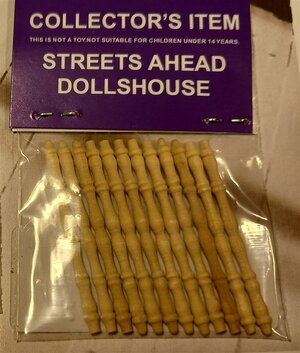 COLLECTOR'S ITEM
THIS IS NOT A TOY.NOT SUITABLE FOR CHILDREN UNDER 14 YEARS.
STREETS AHEAD
DOLLSHOUSE